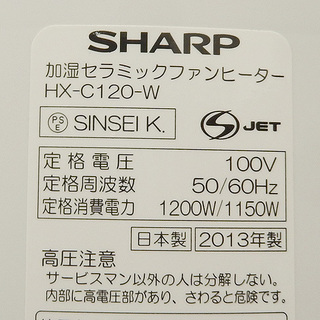 SHARP
加湿セラミックファンヒーター
HX-C120-W
PSE SINSEI K. S JET
定格電圧 100V
定格周波数 50/60Hz
定格消費電力 1200W/1150W
日本製 2013年製
高圧注意
サービスマン以外の人は分解しない。
内部に高電圧部があり、さわると危険です。